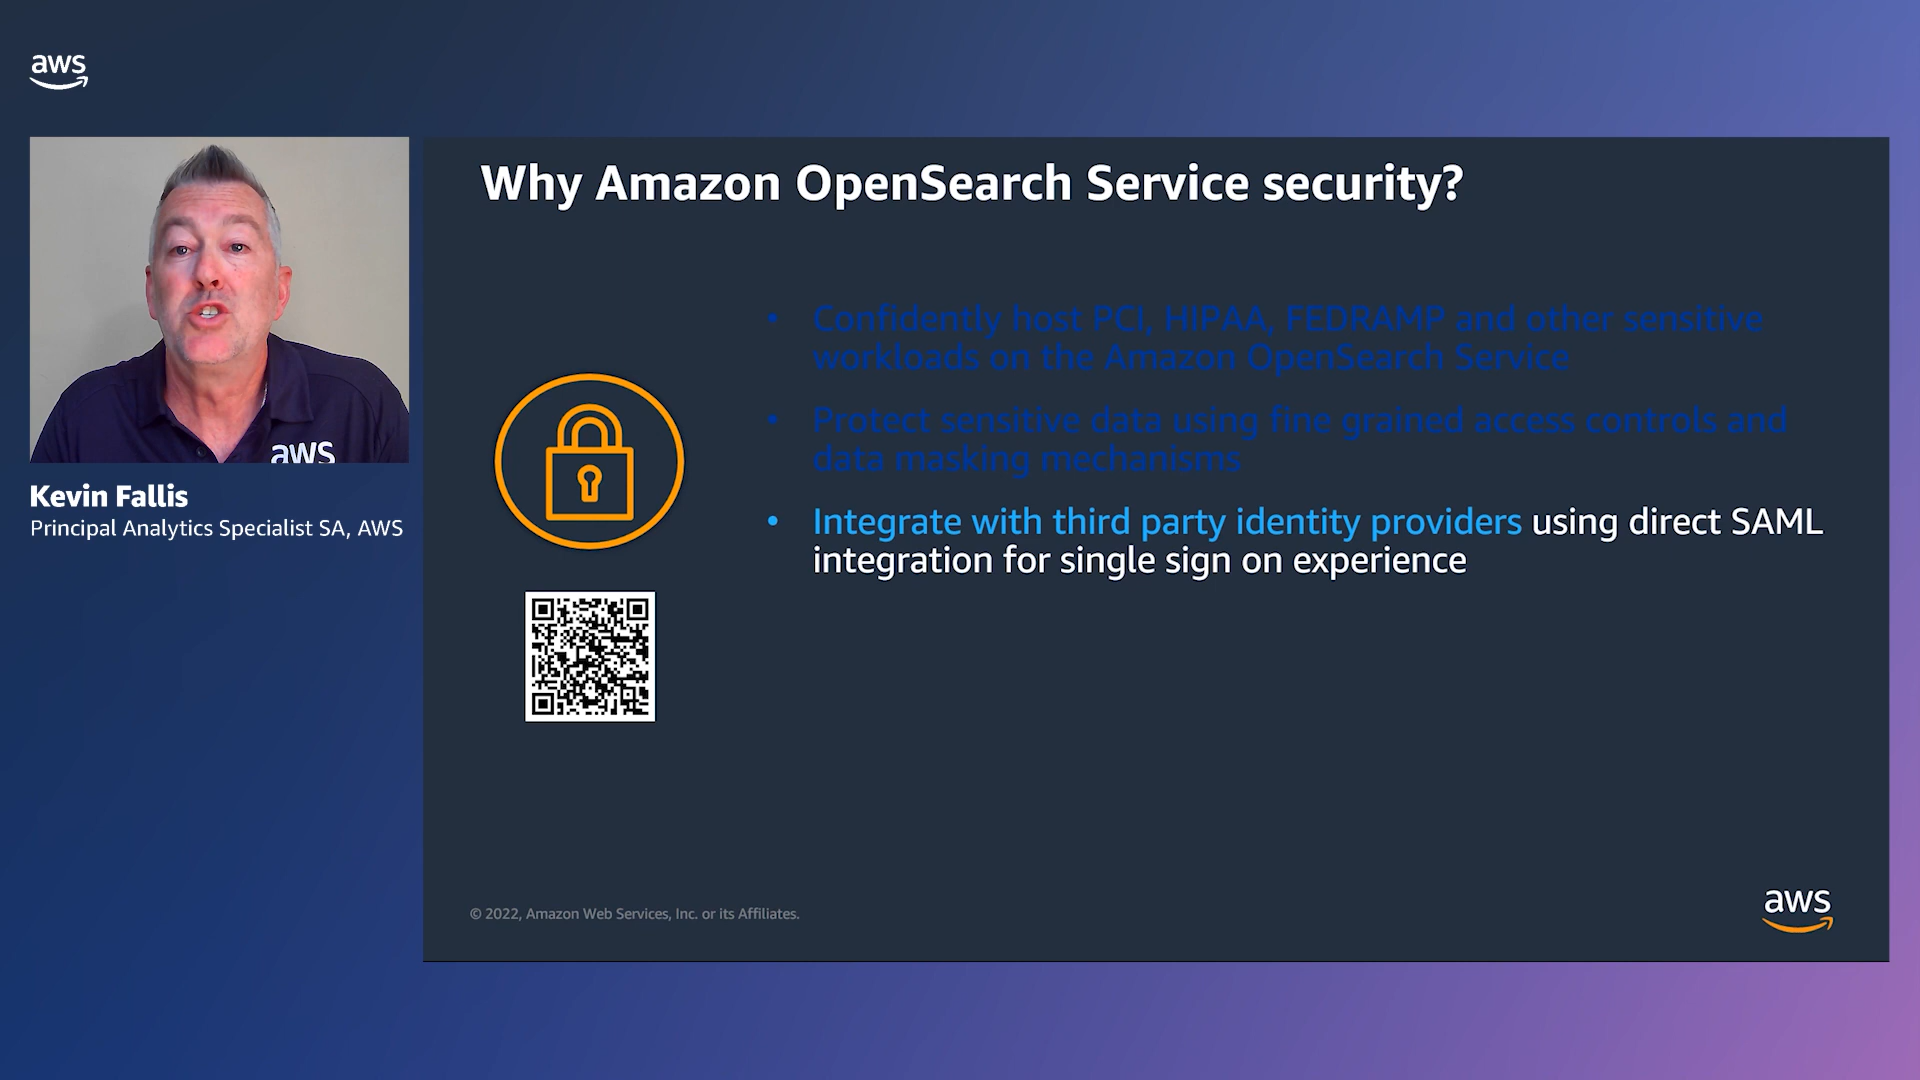 aws
Why Amazon OpenSearch Service security?
• Confidently host PCI, HIPAA, FEDRAMP and other sensitive
workloads on the Amazon OpenSearch Service
• Protect sensitive data using fine grained access controls and
data masking mechanisms
• Integrate with third party identity providers using direct SAML
integration for single sign on experience
aws
Kevin Fallis
Principal Analytics Specialist SA, AWS
© 2022, Amazon Web Services, Inc. or its Affiliates.
aws